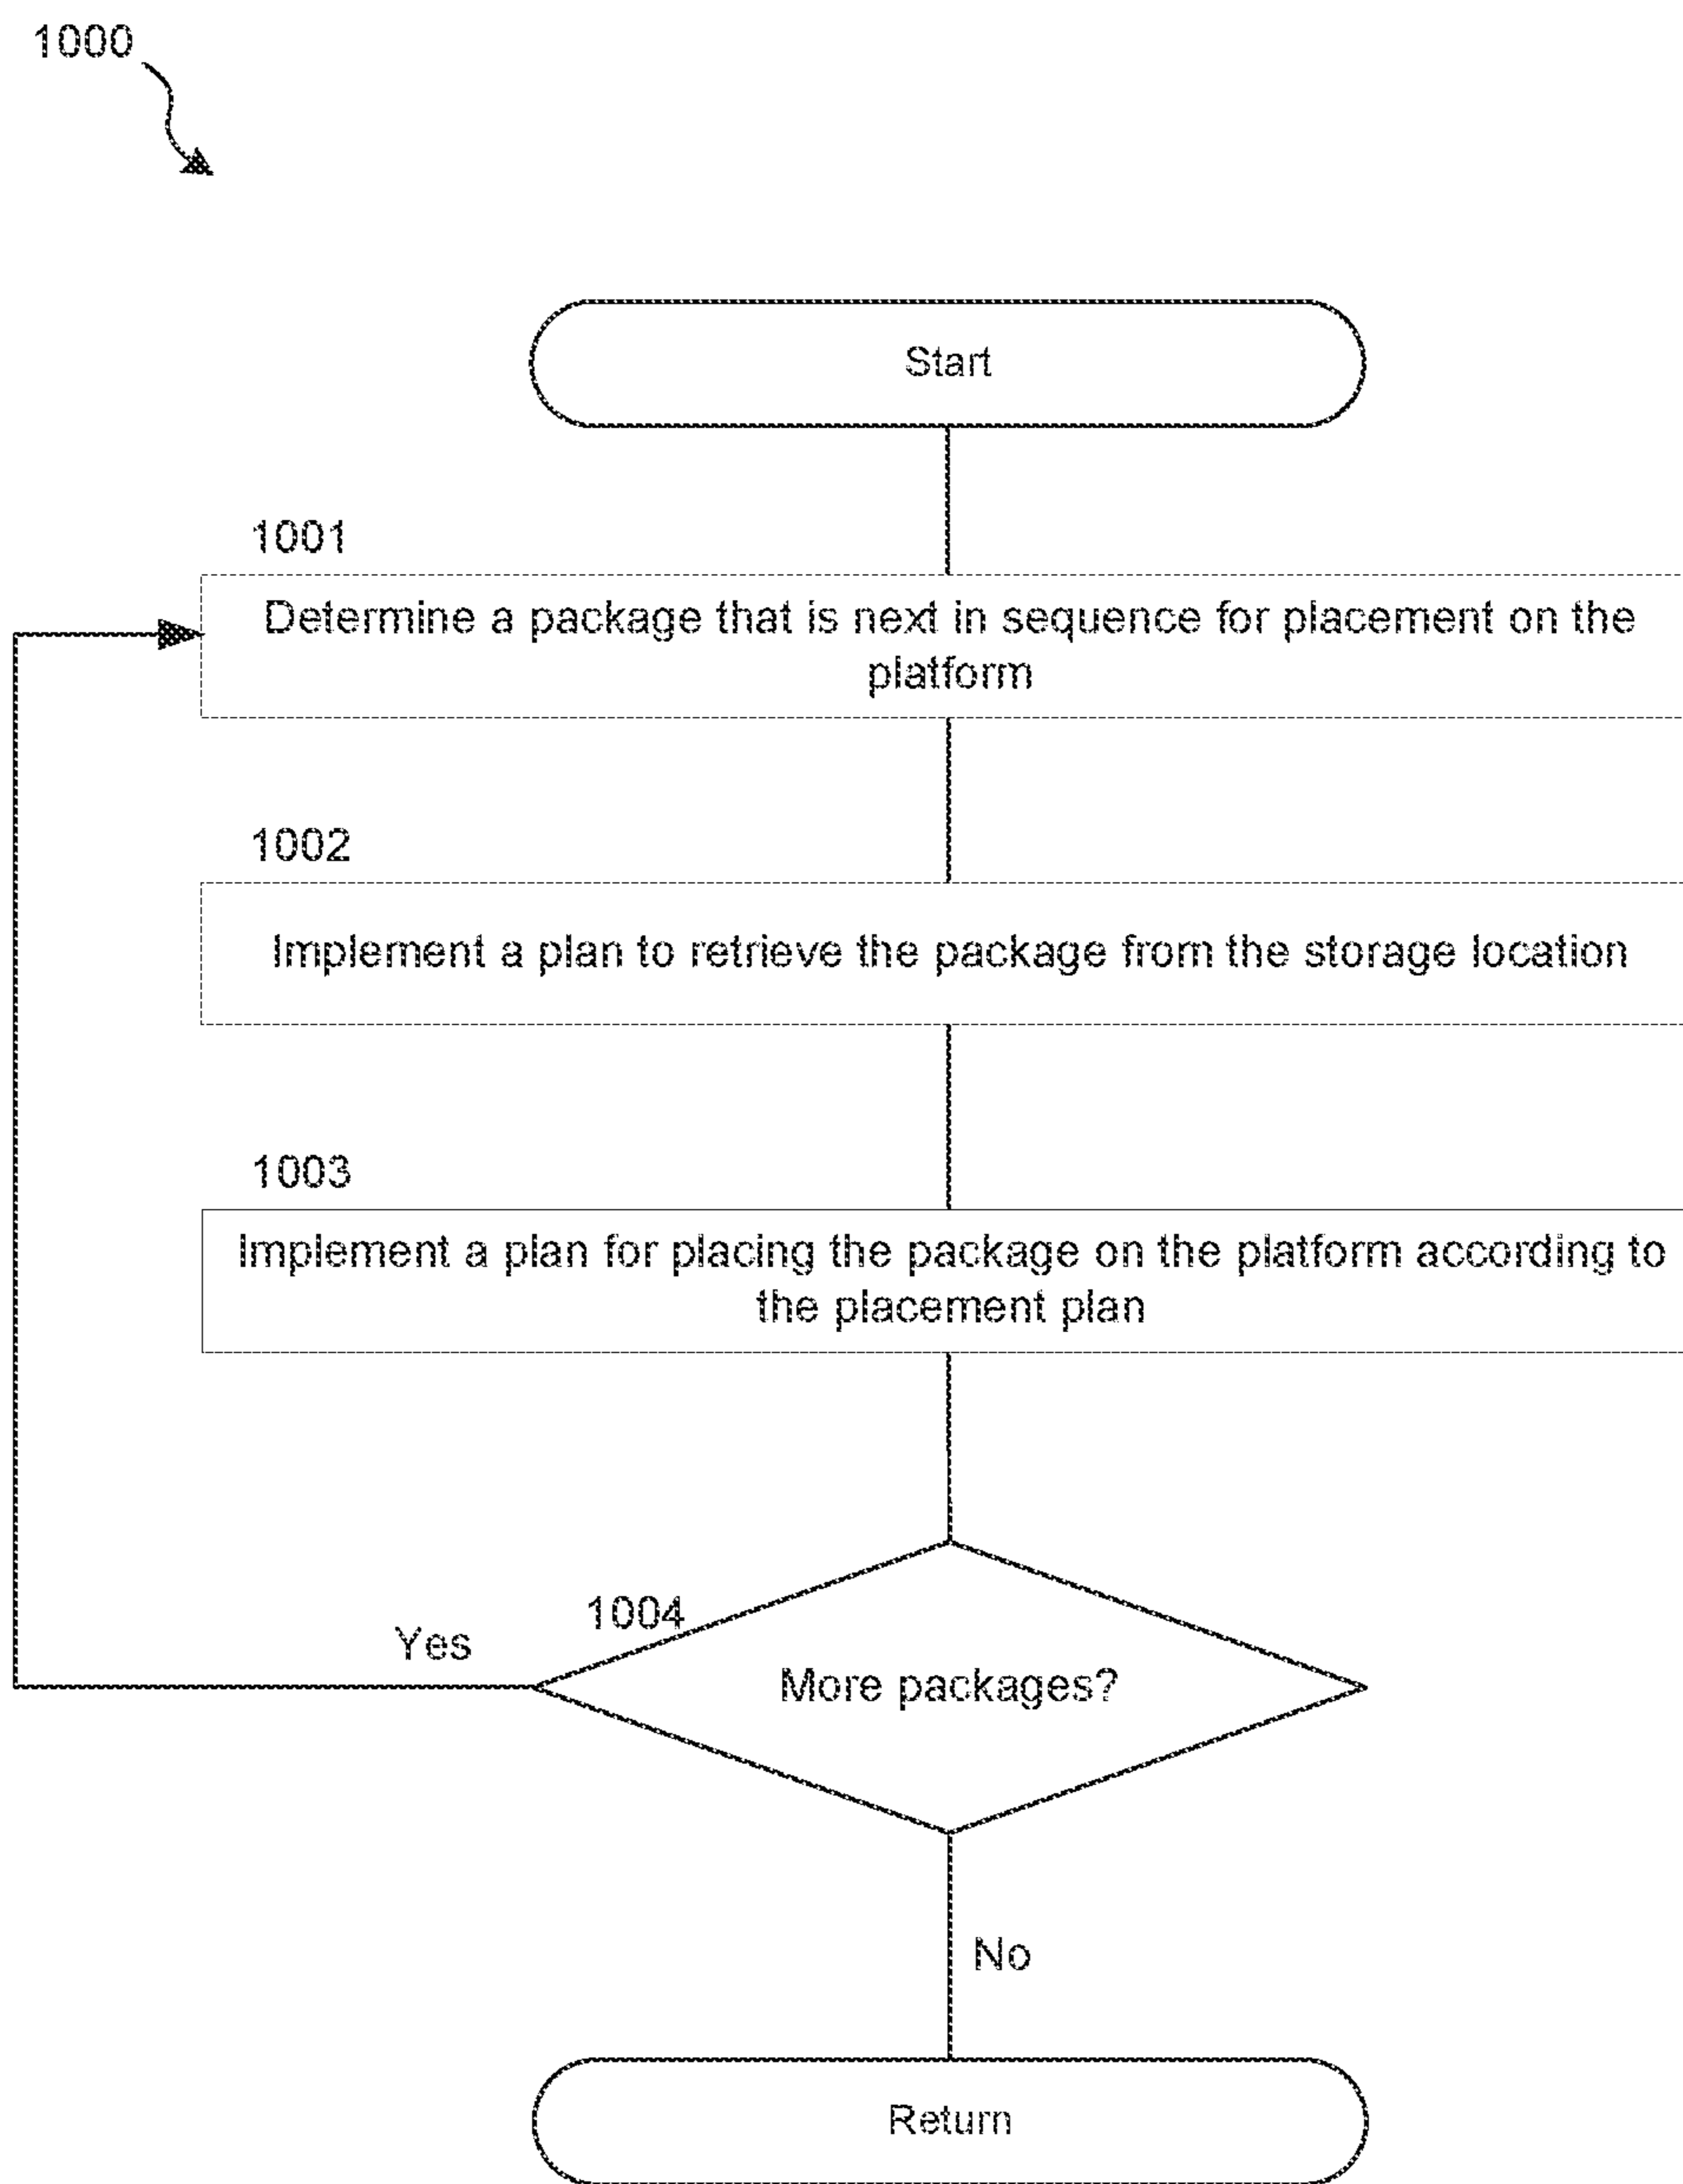 1000
Start
1001
Determine a package that is next in sequence for placement on the
platform
1002
Implement a plan to retrieve the package from the storage location
1003
Implement a plan for placing the package on the platform according to
the placement plan
1004
Yes
More packages?
No
Return